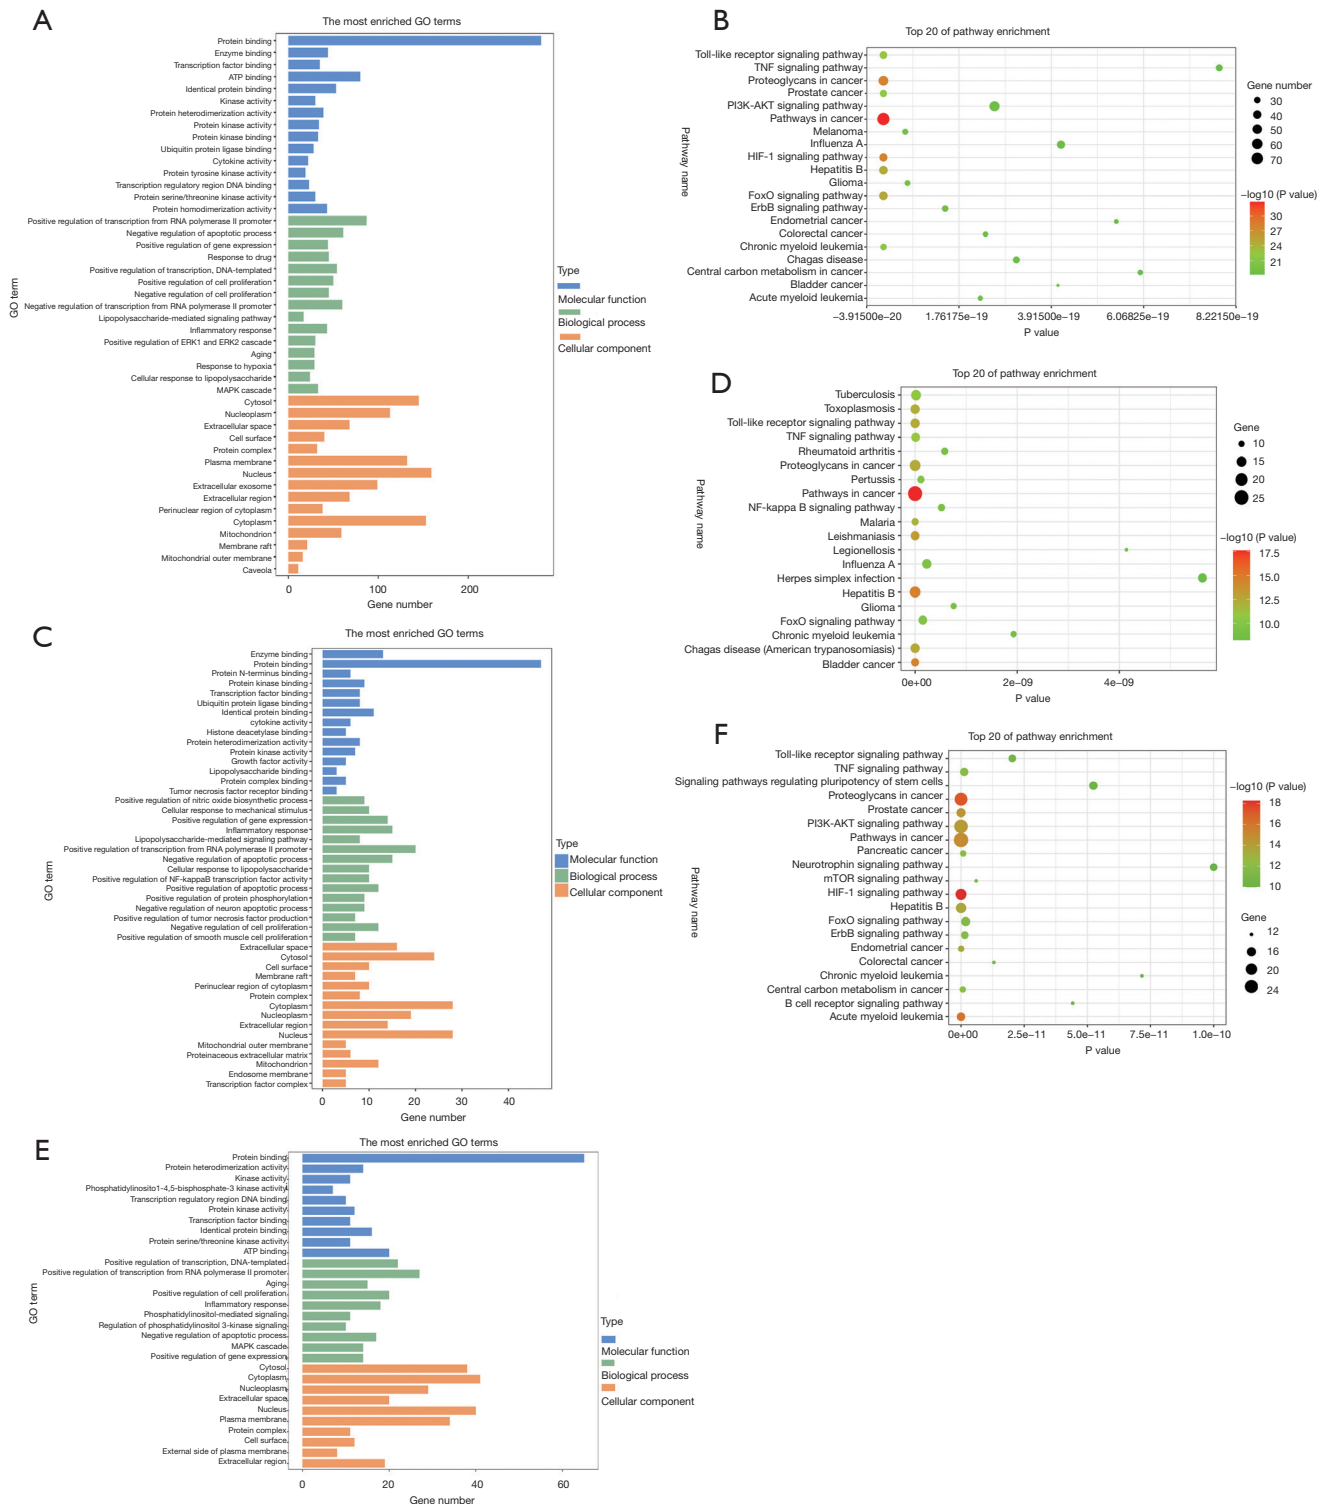 A
The most enriched GO terms
Protein binding
Enzyme binding
Transcription factor binding
ATP binding
Identical protein binding
Kinase activity
Protein heterodimerization activity
Protein kinase activity
Protein kinase binding
Ubiquitin protein ligase binding
Cytokine activity
Protein tyrosine kinase activity
Transcription regulatory region DNA binding
Protein serine/threonine kinase activity
Protein homodimerization activity
Positive regulation of transcription from RNA polymerase II promoter
Negative regulation of apoptotic process
Positive regulation of gene expression
Response to drug
Positive regulation of transcription, DNA-templated
Positive regulation of cell proliferation
Negative regulation of cell proliferation
Negative regulation of transcription from RNA polymerase II promoter
Lipopolysaccharide-mediated signaling pathway
Inflammatory response
Positive regulation of ERK1 and ERK2 cascade
Aging
Response to hypoxia
Cellular response to lipopolysaccharide
MAPK cascade
Cytosol
Nucleoplasm
Extracellular space
Cell surface
Protein complex
Plasma membrane
Nucleus
Extracellular exosome
Extracellular region
Perinuclear region of cytoplasm
Cytoplasm
Mitochondrion
Membrane raft
Mitochondrial outer membrane
Caveola
GO term
0 100 200
Gene number
Type
Molecular function
Biological process
Cellular component
B
Top 20 of pathway enrichment
Toll-like receptor signaling pathway
TNF signaling pathway
Proteoglycans in cancer
Prostate cancer
PI3K-AKT signaling pathway
Pathways in cancer
Melanoma
Influenza A
HIF-1 signaling pathway
Hepatitis B
Glioma
FoxO signaling pathway
ErbB signaling pathway
Endometrial cancer
Colorectal cancer
Chronic myeloid leukemia
Chagas disease
Central carbon metabolism in cancer
Bladder cancer
Acute myeloid leukemia
Pathway name
−3.91500e−20 1.76175e−19 3.91500e−19 6.06825e−19 8.22150e−19
P value
Gene number
30
40
50
60
70
−log10 (P value)
30
27
24
21
C
The most enriched GO terms
Enzyme binding
Protein binding
Protein N-terminus binding
Protein kinase binding
Transcription factor binding
Ubiquitin protein ligase binding
Identical protein binding
cytokine activity
Histone deacetylase binding
Protein heterodimerization activity
Protein kinase activity
Growth factor activity
Lipopolysaccharide binding
Protein complex binding
Tumor necrosis factor receptor binding
Positive regulation of nitric oxide biosynthetic process
Cellular response to mechanical stimulus
Positive regulation of gene expression
Inflammatory response
Lipopolysaccharide-mediated signaling pathway
Positive regulation of transcription from RNA polymerase II promoter
Negative regulation of apoptotic process
Cellular response to lipopolysaccharide
Positive regulation of NF-kappaB transcription factor activity
Positive regulation of apoptotic process
Positive regulation of protein phosphorylation
Negative regulation of neuron apoptotic process
Positive regulation of tumor necrosis factor production
Negative regulation of cell proliferation
Positive regulation of smooth muscle cell proliferation
Extracellular space
Cytosol
Cell surface
Membrane raft
Perinuclear region of cytoplasm
Protein complex
Cytoplasm
Nucleoplasm
Extracellular region
Nucleus
Mitochondrial outer membrane
Proteinaceous extracellular matrix
Mitochondrion
Endosome membrane
Transcription factor complex
GO term
0 10 20 30 40
Gene number
Type
Molecular function
Biological process
Cellular component
D
Top 20 of pathway enrichment
Tuberculosis
Toxoplasmosis
Toll-like receptor signaling pathway
TNF signaling pathway
Rheumatoid arthritis
Proteoglycans in cancer
Pertussis
Pathways in cancer
NF-kappa B signaling pathway
Malaria
Leishmaniasis
Legionellosis
Influenza A
Herpes simplex infection
Hepatitis B
Glioma
FoxO signaling pathway
Chronic myeloid leukemia
Chagas disease (American trypanosomiasis)
Bladder cancer
Pathway name
0e+00 2e−09 4e−09
P value
Gene
10
15
20
25
−log10 (P value)
17.5
15.0
12.5
10.0
E
The most enriched GO terms
Protein binding
Protein heterodimerization activity
Kinase activity
Phosphatidylinosito1-4,5-bisphosphate-3 kinase activity
Transcription regulatory region DNA binding
Protein kinase activity
Transcription factor binding
Identical protein binding
Protein serine/threonine kinase activity
ATP binding
Positive regulation of transcription, DNA-templated
Positive regulation of transcription from RNA polymerase II promoter
Aging
Positive regulation of cell proliferation
Inflammatory response
Phosphatidylinositol-mediated signaling
Regulation of phosphatidylinositol 3-kinase signaling
Negative regulation of apoptotic process
MAPK cascade
Positive regulation of gene expression
Cytosol
Cytoplasm
Nucleoplasm
Extracellular space
Nucleus
Plasma membrane
Protein complex
Cell surface
External side of plasma membrane
Extracellular region
GO term
0 20 40 60
Gene number
Type
Molecular function
Biological process
Cellular component
F
Top 20 of pathway enrichment
Toll-like receptor signaling pathway
TNF signaling pathway
Signaling pathways regulating pluripotency of stem cells
Proteoglycans in cancer
Prostate cancer
PI3K-AKT signaling pathway
Pathways in cancer
Pancreatic cancer
Neurotrophin signaling pathway
mTOR signaling pathway
HIF-1 signaling pathway
Hepatitis B
FoxO signaling pathway
ErbB signaling pathway
Endometrial cancer
Colorectal cancer
Chronic myeloid leukemia
Central carbon metabolism in cancer
B cell receptor signaling pathway
Acute myeloid leukemia
Pathway name
0e+00 2.5e−11 5.0e−11 7.5e−11 1.0e−10
P value
−log10 (P value)
18
16
14
12
10
Gene
12
16
20
24